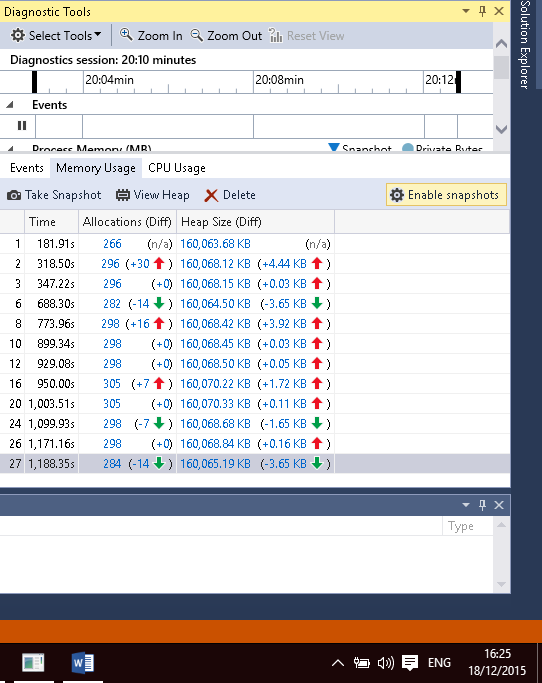 Diagnostic Tools
Solution Explorer
Select Tools Zoom In Zoom Out Reset View
Diagnostics session: 20:10 minutes
20:04min 20:08min
Events
Process Memory (MB) Snapshot Private Bytes
Events Memory Usage CPU Usage
Take Snapshot View Heap Delete Enable snapshots
Time Allocations (Diff) Heap Size (Diff)
1 181.91s 266 (n/a) 160,063.68 KB (n/a)
2 318.50s 296 (+30 ) 160,068.12 KB (+4.44 KB )
3 347.22s 296 (+0) 160,068.15 KB (+0.03 KB )
6 688.30s 282 (-14 ) 160,064.50 KB (-3.65 KB )
8 773.96s 298 (+16 ) 160,068.42 KB (+3.92 KB )
10 899.34s 298 (+0) 160,068.45 KB (+0.03 KB )
12 929.08s 298 (+0) 160,068.50 KB (+0.05 KB )
16 950.00s 305 (+7 ) 160,070.22 KB (+1.72 KB )
20 1,003.51s 305 (+0) 160,070.33 KB (+0.11 KB )
24 1,099.93s 298 (-7 ) 160,068.68 KB (-1.65 KB )
26 1,171.16s 298 (+0) 160,068.84 KB (+0.16 KB )
27 1,188.35s 284 (-14 ) 160,065.19 KB (-3.65 KB )
Type
ENG
16:25
18/12/2015